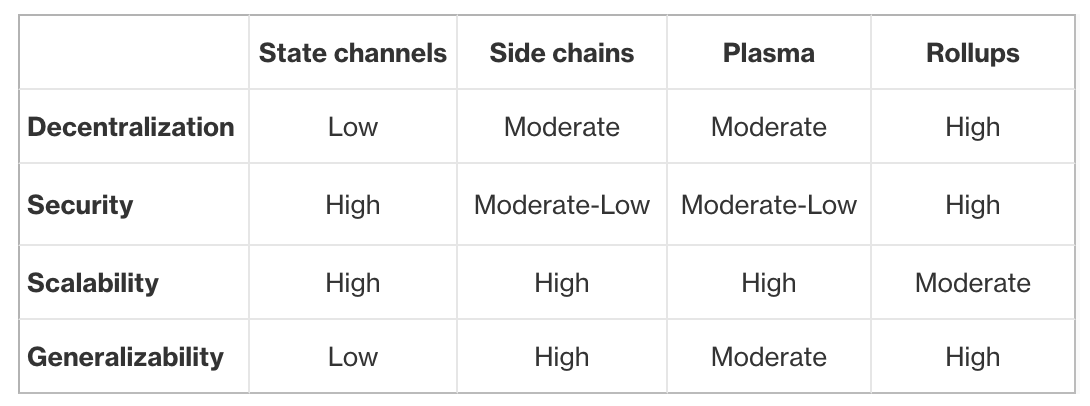 State channels Side chains Plasma Rollups
Decentralization Low Moderate Moderate High
Security High Moderate-Low Moderate-Low High
Scalability High High High Moderate
Generalizability Low High Moderate High